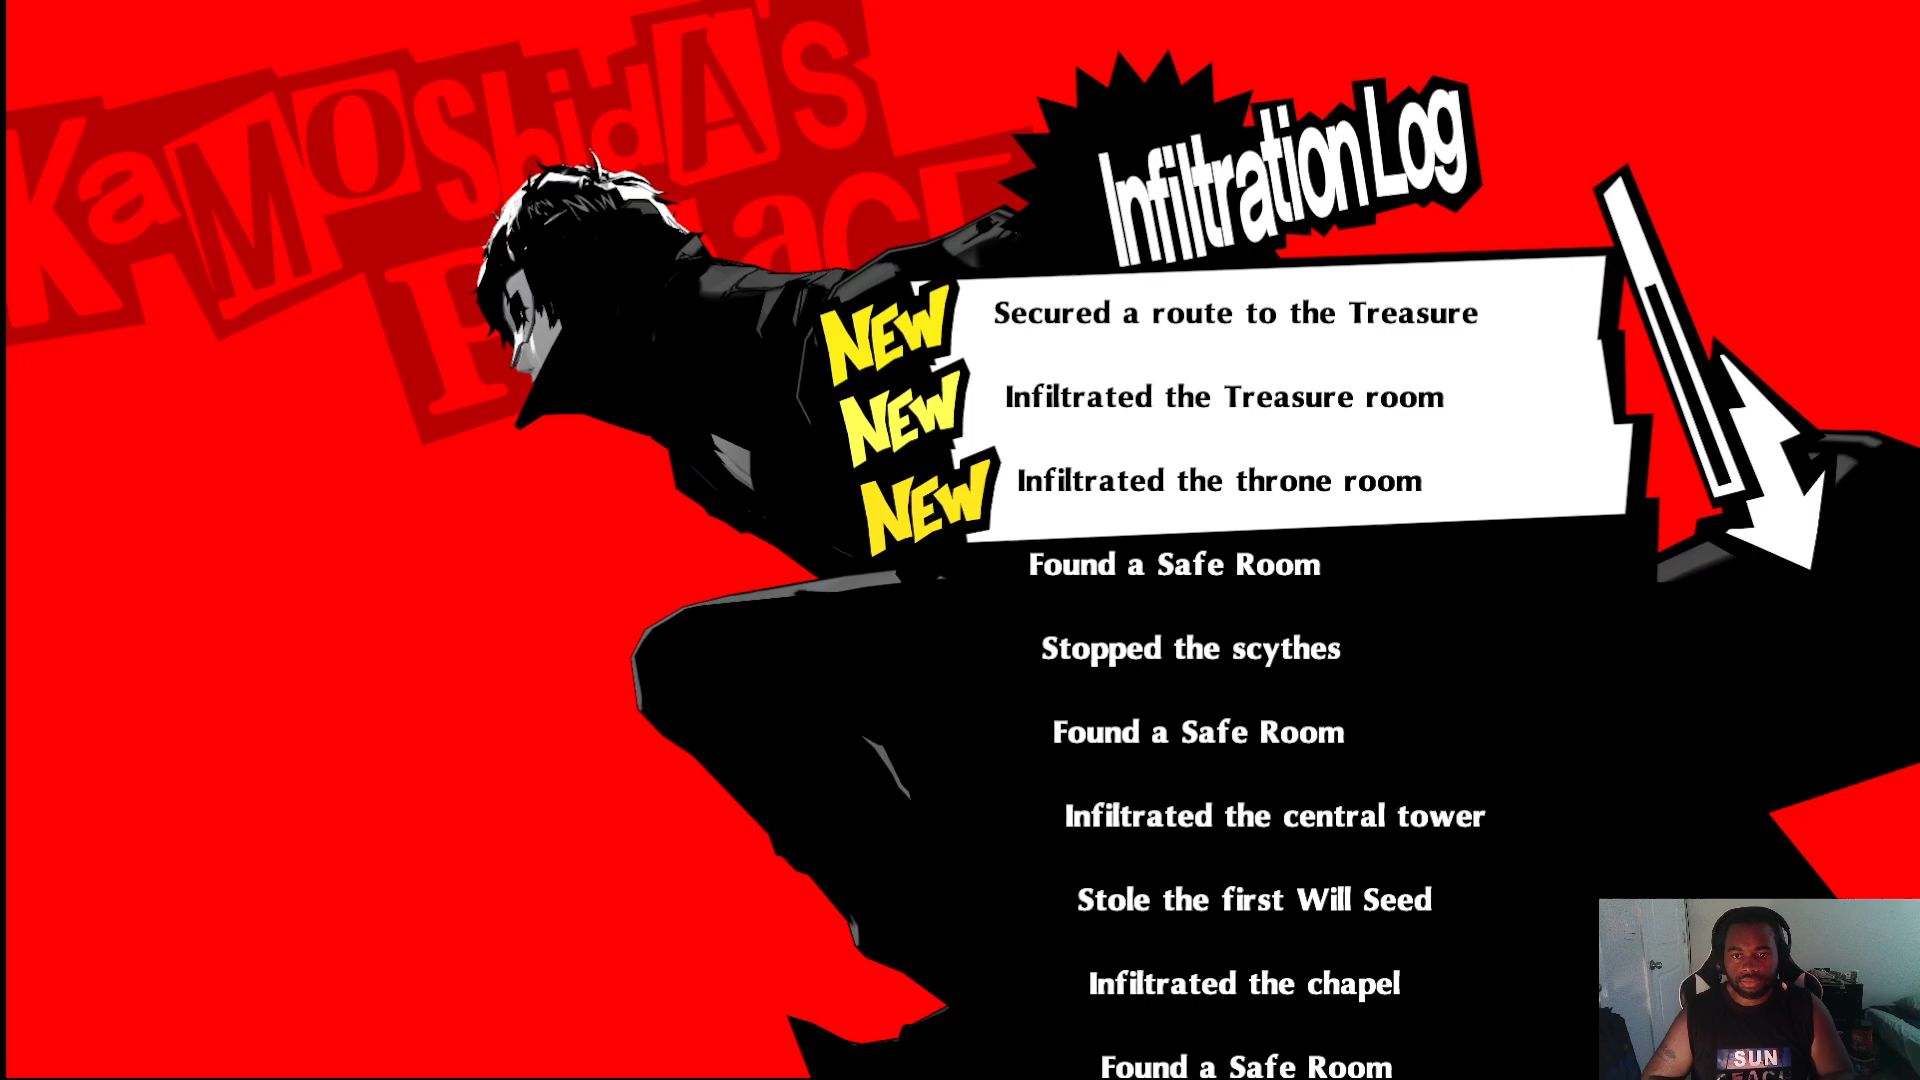 KaMoShidA's
Infiltration Log
NEW
Secured a route to the Treasure
NEW
Infiltrated the Treasure room
NEW
Infiltrated the throne room
Found a Safe Room
Stopped the scythes
Found a Safe Room
Infiltrated the central tower
Stole the first Will Seed
Infiltrated the chapel
Found a Safe Room
SUN